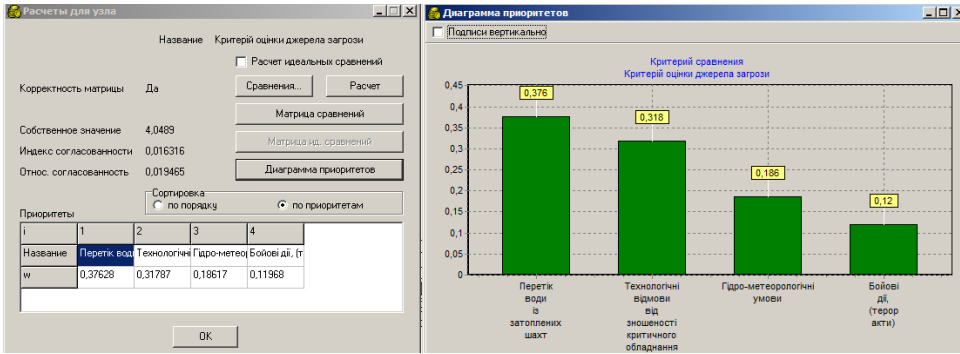 Расчеты для узла
Название Критерій оцінки джерела загрози
Расчет идеальных сравнений
Корректность матрицы Да
Сравнения... Расчет
Матрица сравнений
Собственное значение 4,0489
Матрица ид. сравнений
Индекс согласованности 0,016316
Относ. согласованность 0,019465
Диаграмма приоритетов
Сортировка
по порядку по приоритетам
Приоритеты
i 1 2 3 4
Название Перетік вод Технологічні Гідро-метеор Бойові дії, (т
w 0,37628 0,31787 0,18617 0,11968
OK
Диаграмма приоритетов
Подписи вертикально
Критерий сравнения
Критерій оцінки джерела загрози
0,45
0,4
0,35
0,3
0,25
0,2
0,15
0,1
0,05
0
0,376
0,318
0,186
0,12
Перетік
води
із
затоплених
шахт
Технологічні
відмови
від
зношеності
критичного
обладнання
Гідро-метеорологічні
умови
Бойові
дії,
(терор
акти)